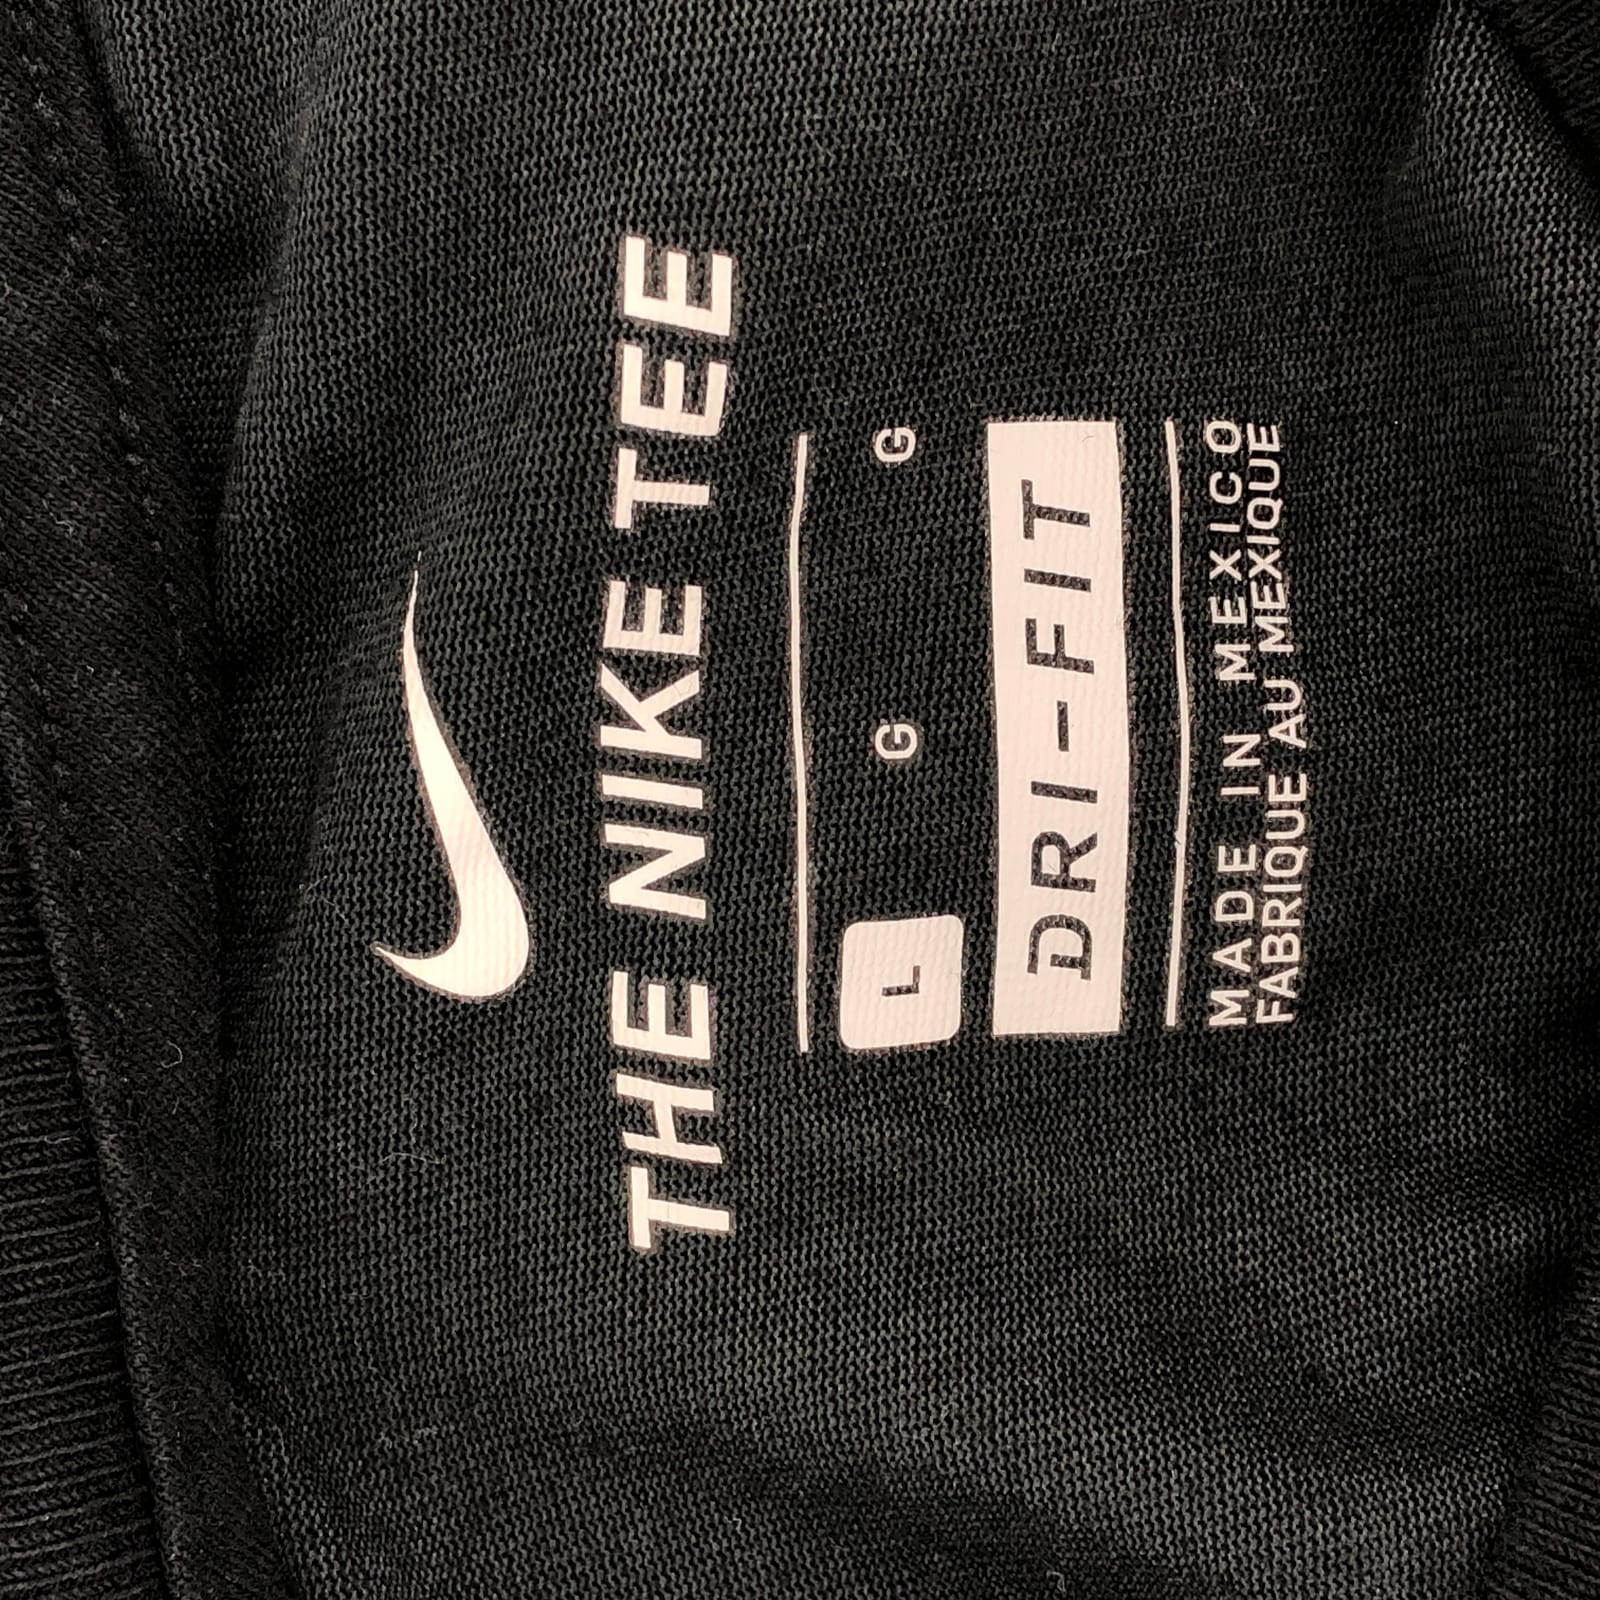 THE NIKE TEE
L G G
DRI-FIT
MADE IN MEXICO
FABRIQUE AU MEXIQUE